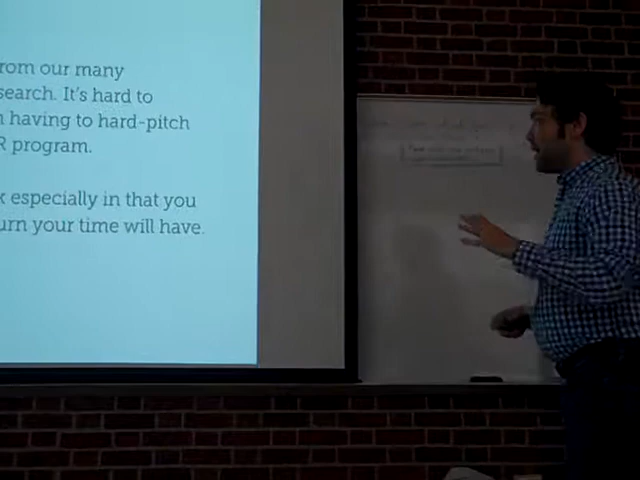 rom our many
search. It's hard to
having to hard-pitch
R program.
especially in that you
urn your time will have.